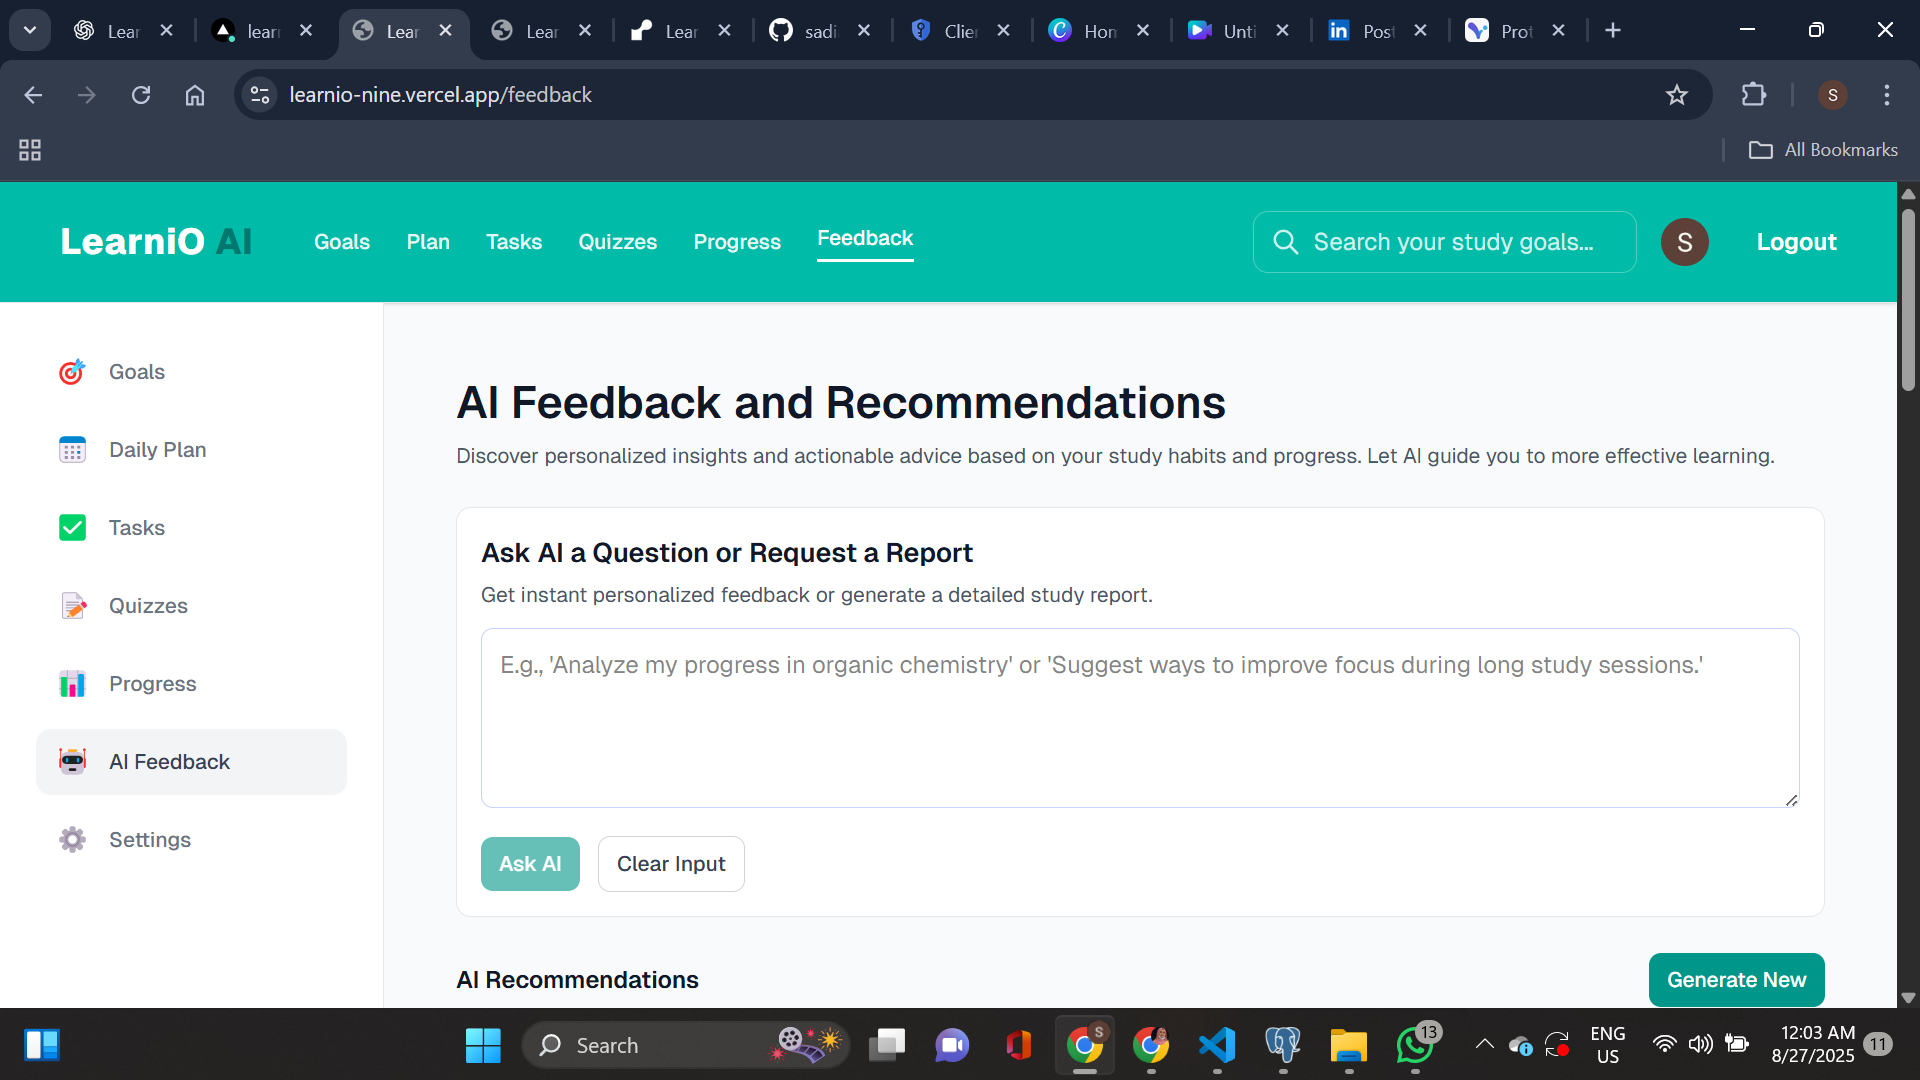 Lear
lear
Lear
Lear
Lear
sadi
Clie
Hom
Unti
Post
Prot
learnio-nine.vercel.app/feedback
S
All Bookmarks
LearniO AI
Goals
Plan
Tasks
Quizzes
Progress
Feedback
Search your study goals...
S
Logout
Goals
Daily Plan
Tasks
Quizzes
Progress
AI Feedback
Settings
AI Feedback and Recommendations
Discover personalized insights and actionable advice based on your study habits and progress. Let AI guide you to more effective learning.
Ask AI a Question or Request a Report
Get instant personalized feedback or generate a detailed study report.
E.g., 'Analyze my progress in organic chemistry' or 'Suggest ways to improve focus during long study sessions.'
Ask AI
Clear Input
AI Recommendations
Generate New
Search
S
13
ENG
US
12:03 AM
8/27/2025
11